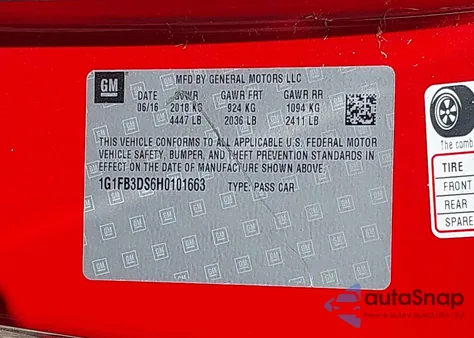 GM
MFD BY GENERAL MOTORS LLC
DATE GVWR GAWR FRT GAWR RR
06/16 2018 KG 924 KG 1094 KG
4447 LB 2036 LB 2411 LB
THIS VEHICLE CONFORMS TO ALL APPLICABLE U.S. FEDERAL MOTOR
VEHICLE SAFETY, BUMPER, AND THEFT PREVENTION STANDARDS IN
EFFECT ON THE DATE OF MANUFACTURE SHOWN ABOVE.
1G1FB3DS6H0101663 TYPE: PASS CAR
The comb
TIRE
FRONT
REAR
SPARE
autoSnap